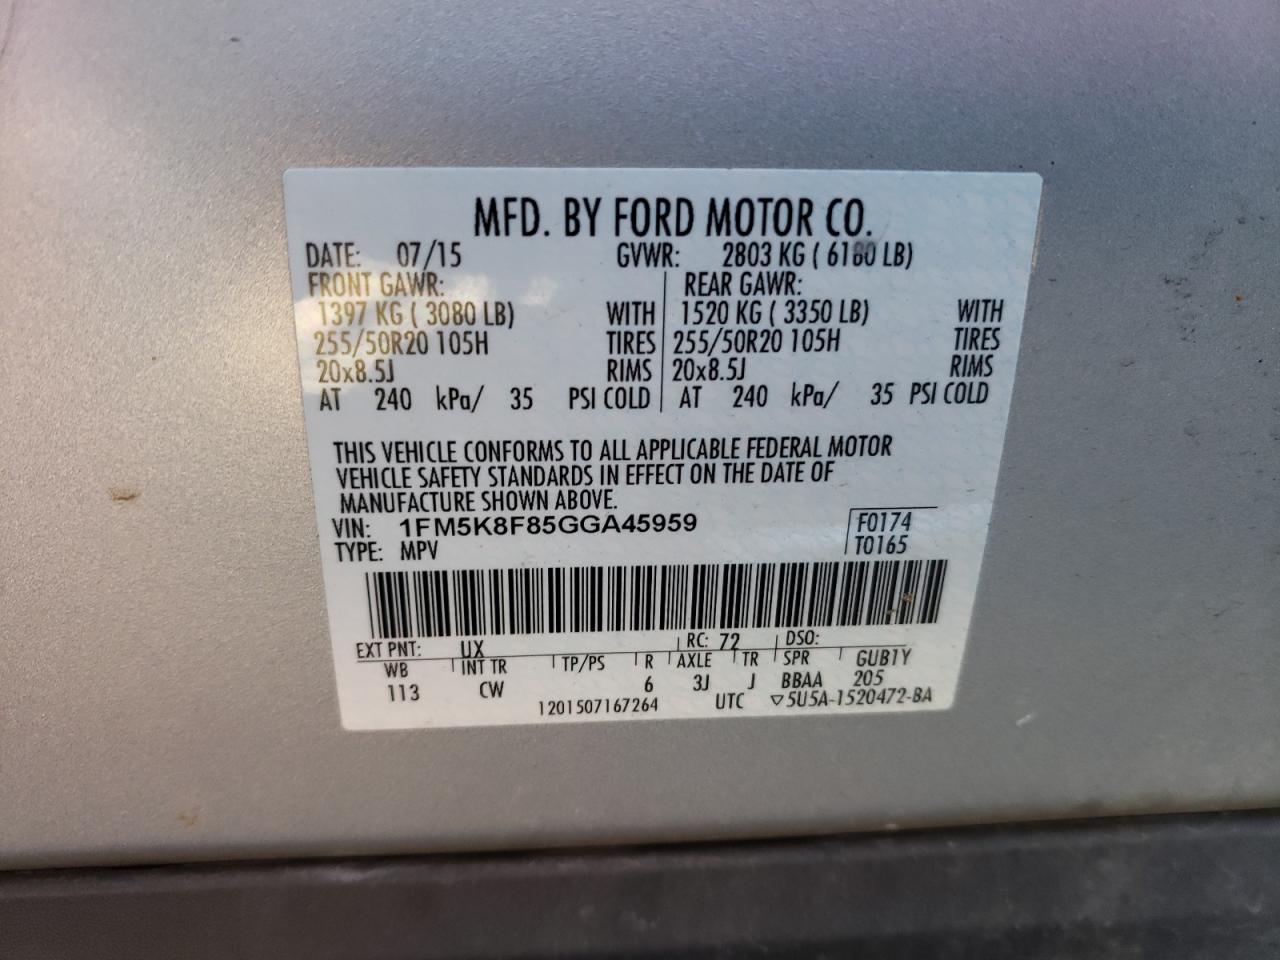 MFD. BY FORD MOTOR CO.
DATE: 07/15 GVWR: 2803 KG ( 6180 LB)
FRONT GAWR: REAR GAWR:
1397 KG ( 3080 LB) WITH 1520 KG ( 3350 LB) WITH
255/50R20 105H TIRES 255/50R20 105H TIRES
20x8.5J RIMS 20x8.5J RIMS
AT 240 kPa/ 35 PSI COLD AT 240 kPa/ 35 PSI COLD
THIS VEHICLE CONFORMS TO ALL APPLICABLE FEDERAL MOTOR
VEHICLE SAFETY STANDARDS IN EFFECT ON THE DATE OF
MANUFACTURE SHOWN ABOVE.
VIN: 1FM5K8F85GGA45959 F0174
TYPE: MPV T0165
EXT PNT: UX RC: 72 DSO:
WB INT TR TP/PS R AXLE TR SPR GUB1Y
113 CW 6 3J J BBAA 205
1201507167264 UTC ▽5U5A-1520472-BA